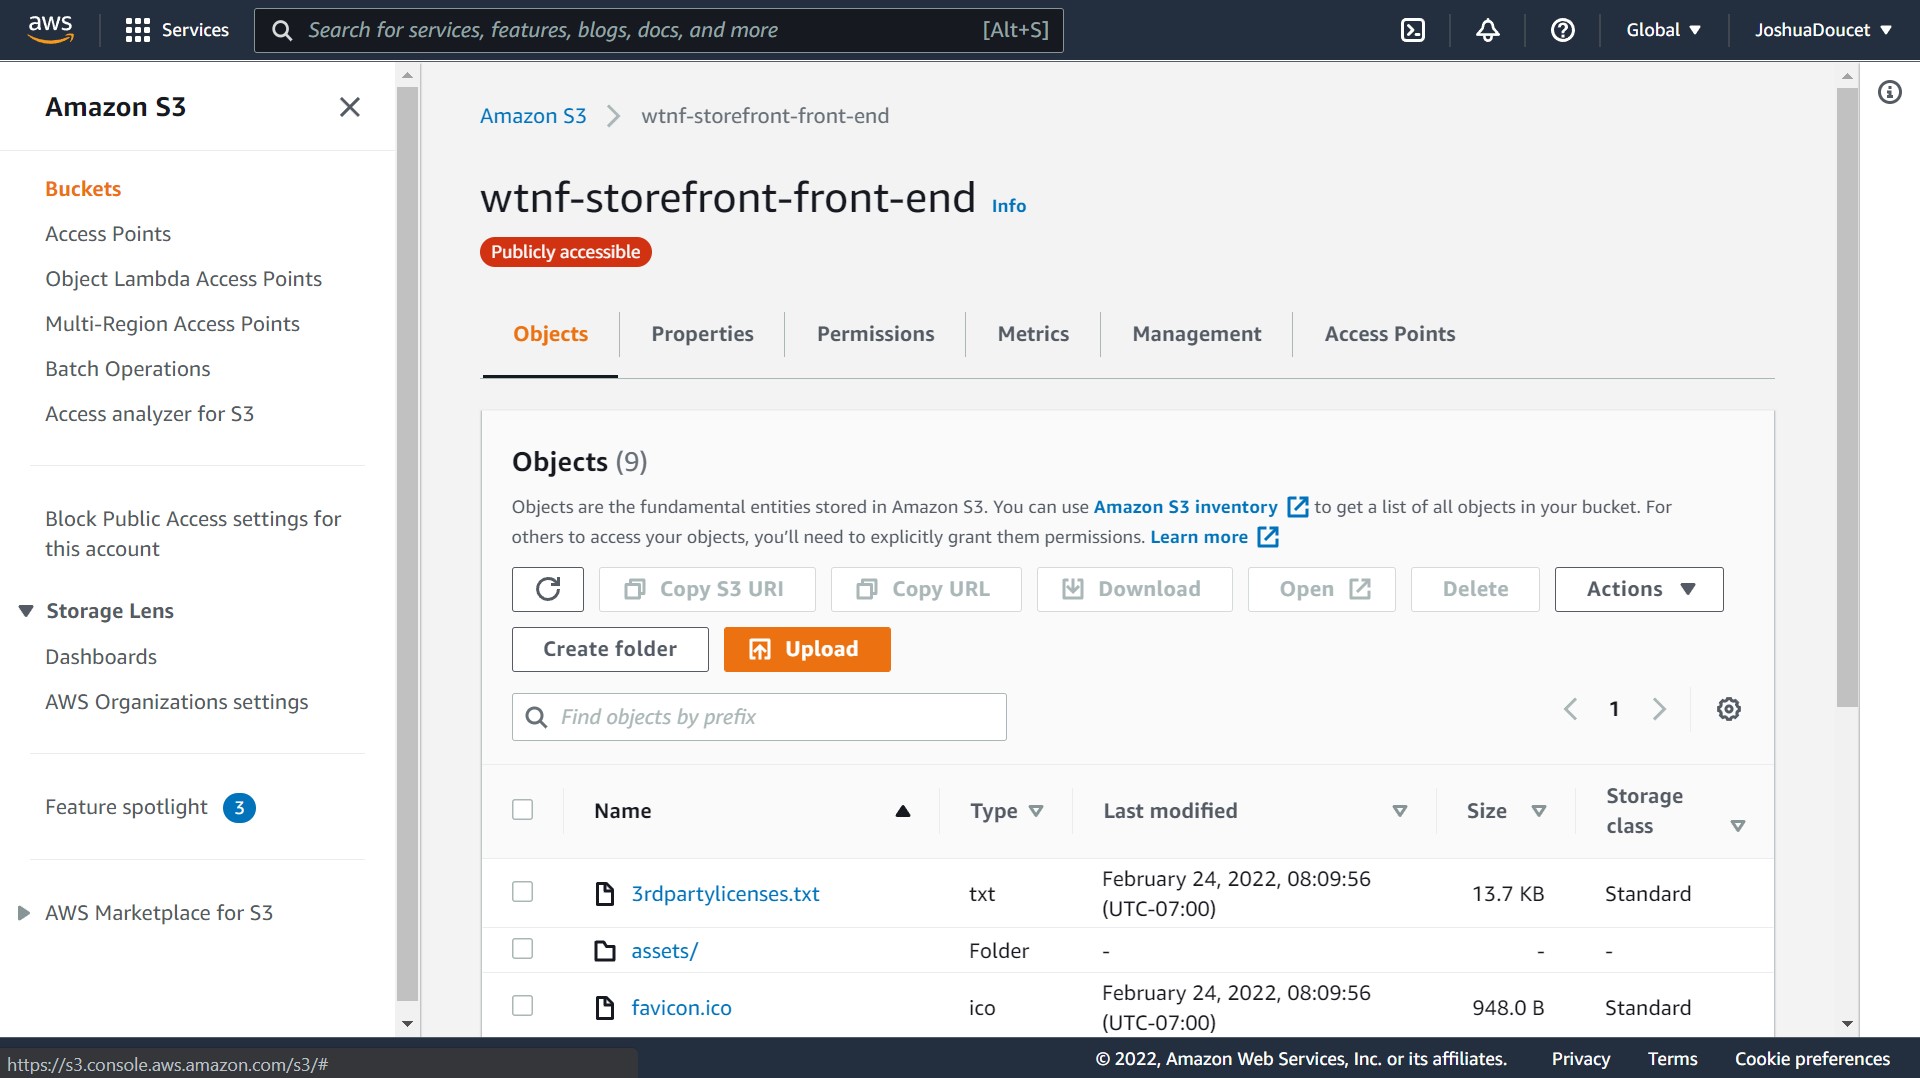 aws
Services
Search for services, features, blogs, docs, and more [Alt+S]
Global
JoshuaDoucet
Amazon S3
Buckets
Access Points
Object Lambda Access Points
Multi-Region Access Points
Batch Operations
Access analyzer for S3
Block Public Access settings for
this account
Storage Lens
Dashboards
AWS Organizations settings
Feature spotlight 3
AWS Marketplace for S3
Amazon S3 wtnf-storefront-front-end
wtnf-storefront-front-end Info
Publicly accessible
Objects Properties Permissions Metrics Management Access Points
Objects (9)
Objects are the fundamental entities stored in Amazon S3. You can use Amazon S3 inventory to get a list of all objects in your bucket. For
others to access your objects, you'll need to explicitly grant them permissions. Learn more
Copy S3 URI Copy URL Download Open Delete Actions
Create folder Upload
Find objects by prefix
1
Name Type Last modified Size Storage
class
3rdpartylicenses.txt txt February 24, 2022, 08:09:56 13.7 KB Standard
(UTC-07:00)
assets/ Folder - - -
favicon.ico ico February 24, 2022, 08:09:56 948.0 B Standard
(UTC-07:00)
https://s3.console.aws.amazon.com/s3/#
© 2022, Amazon Web Services, Inc. or its affiliates. Privacy Terms Cookie preferences